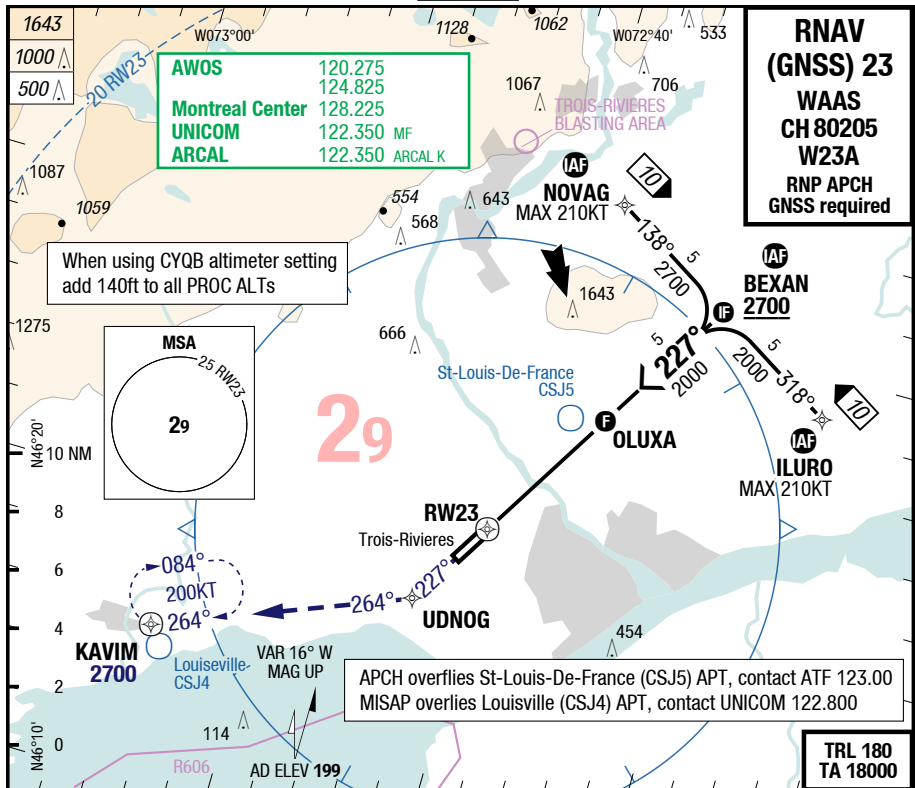 1643
1000
500
20 RW23
W073°00'
1128
1062
W072°40'
533
AWOS 120.275
124.825
Montreal Center 128.225
UNICOM 122.350 MF
ARCAL 122.350 ARCAL K
1067
706
TROIS-RIVIERES
BLASTING AREA
RNAV
(GNSS) 23
WAAS
CH 80205
W23A
RNP APCH
GNSS required
1087
1059
554
568
643
IAF
NOVAG
MAX 210KT
10
138°
5
2700
IAF
BEXAN
2700
IF
When using CYQB altimeter setting
add 140ft to all PROC ALTs
1643
1275
666
MSA
25 RW23
29
29
St-Louis-De-France
CSJ5
5
227°
2000
5
2000
318°
10
F
OLUXA
IAF
ILURO
MAX 210KT
N46°20'
10 NM
8
6
4
2
0
N46°10'
RW23
Trois-Rivieres
084°
200KT
264°
264°
227°
UDNOG
KAVIM
2700
Louiseville-
CSJ4
VAR 16° W
MAG UP
454
APCH overflies St-Louis-De-France (CSJ5) APT, contact ATF 123.00
MISAP overlies Louisville (CSJ4) APT, contact UNICOM 122.800
114
R606
AD ELEV 199
TRL 180
TA 18000